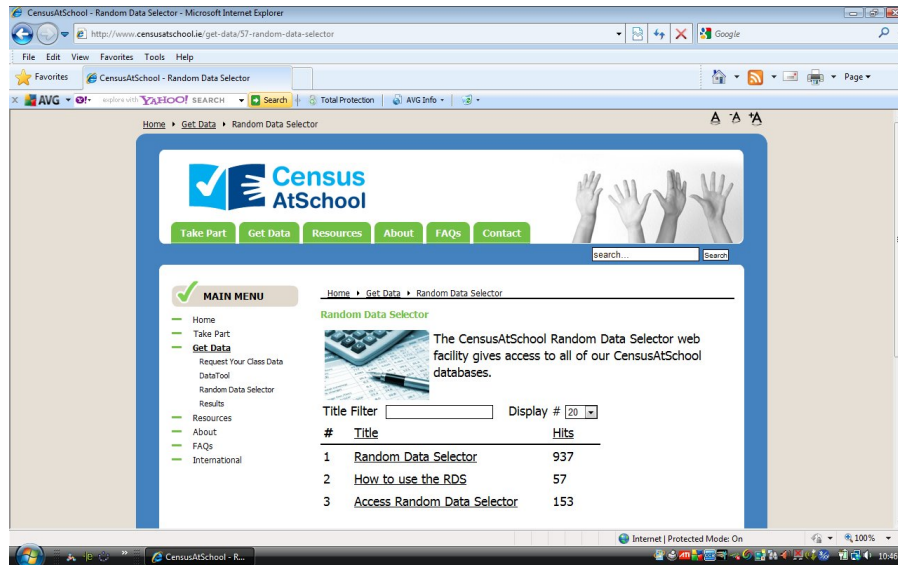 CensusAtSchool - Random Data Selector - Microsoft Internet Explorer
http://www.censusatschool.ie/get-data/57-random-data-selector
Google
File Edit View Favorites Tools Help
Favorites CensusAtSchool - Random Data Selector
Page
AVG explore with YAHOO! SEARCH Search Total Protection AVG Info
Home Get Data Random Data Selector
A -A +A
Census
AtSchool
Take Part Get Data Resources About FAQs Contact
search... Search
MAIN MENU
Home
Take Part
Get Data
Request Your Class Data
DataTool
Random Data Selector
Results
Resources
About
FAQs
International
Home Get Data Random Data Selector
Random Data Selector
The CensusAtSchool Random Data Selector web
facility gives access to all of our CensusAtSchool
databases.
Title Filter Display # 20
# Title Hits
1 Random Data Selector 937
2 How to use the RDS 57
3 Access Random Data Selector 153
Internet | Protected Mode: On 100%
CensusAtSchool - R... 10:46